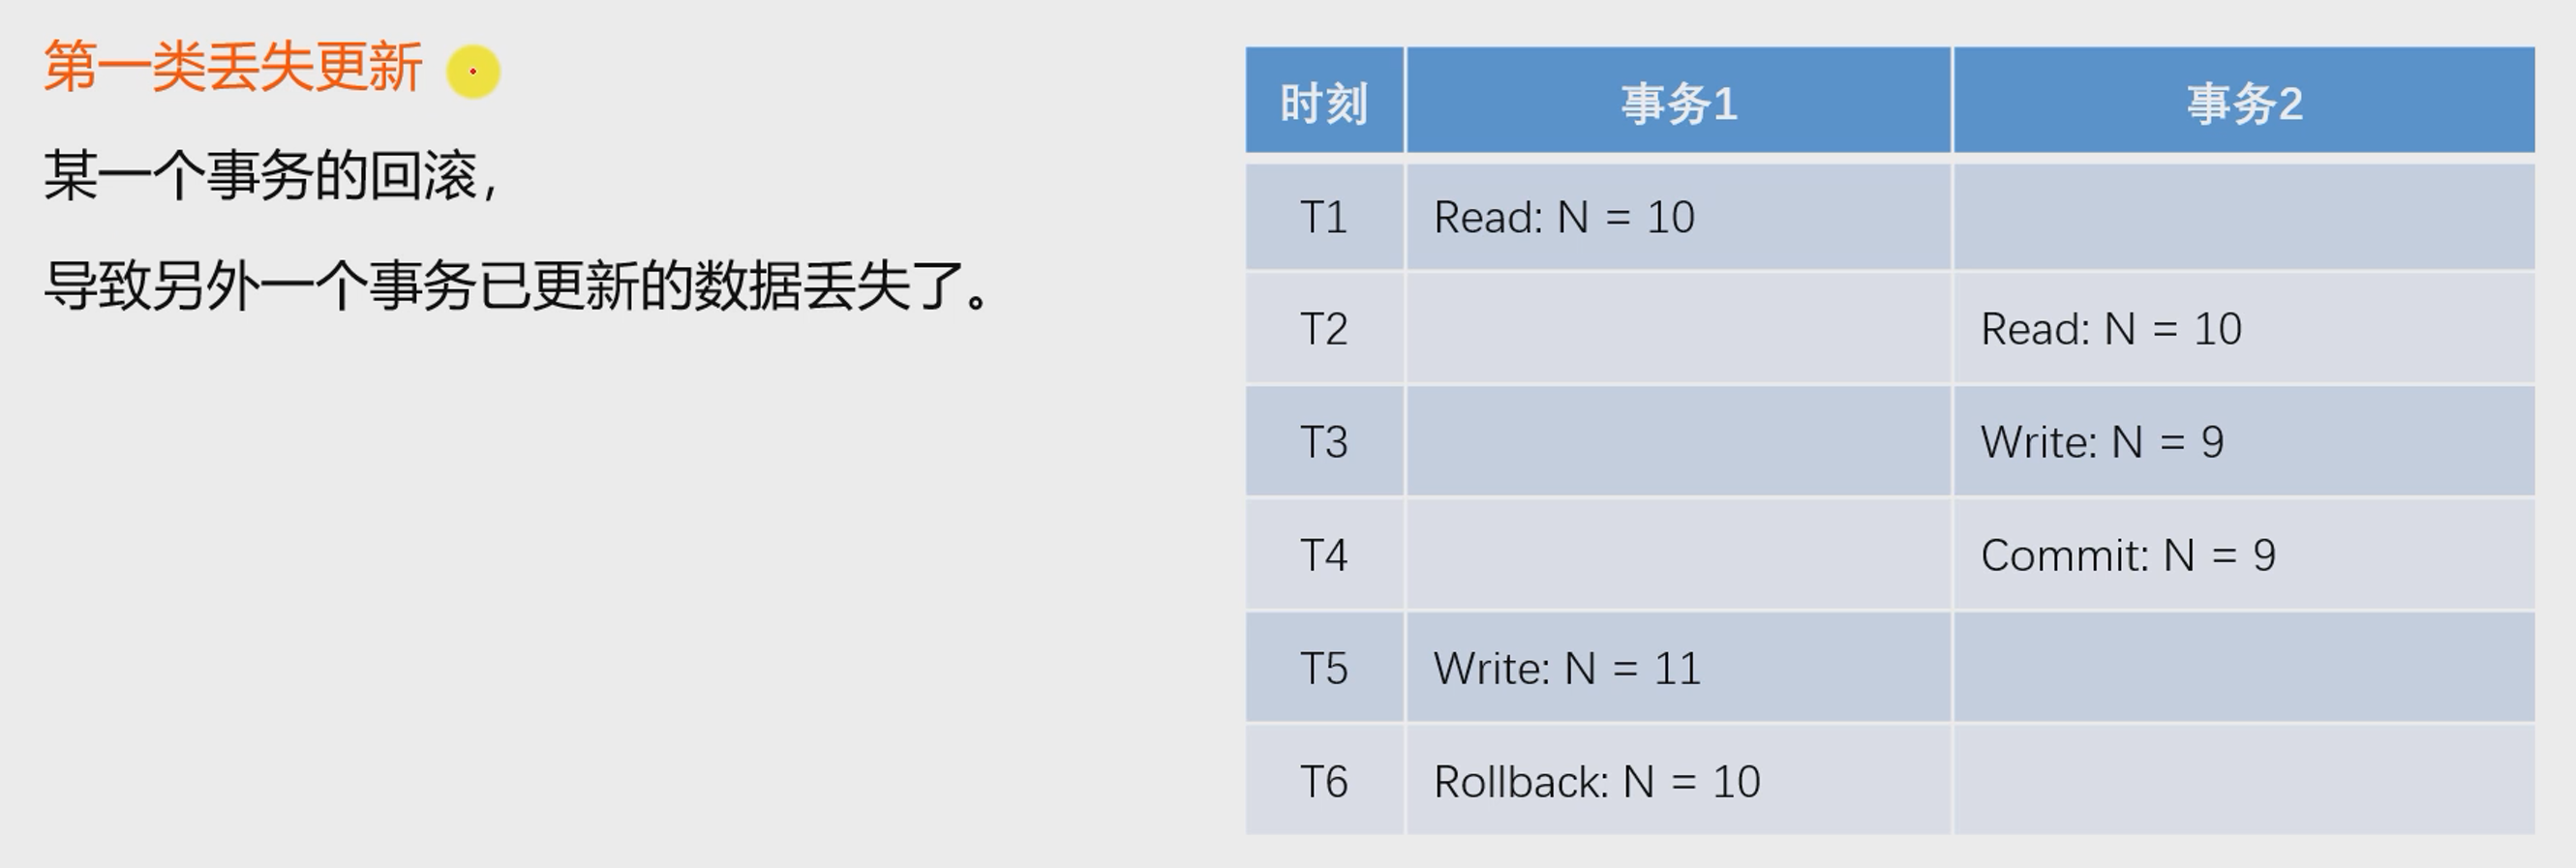 第一类丢失更新
某一个事务的回滚，
导致另外一个事务已更新的数据丢失了。
时刻 事务1 事务2
T1 Read: N = 10
T2 Read: N = 10
T3 Write: N = 9
T4 Commit: N = 9
T5 Write: N = 11
T6 Rollback: N = 10